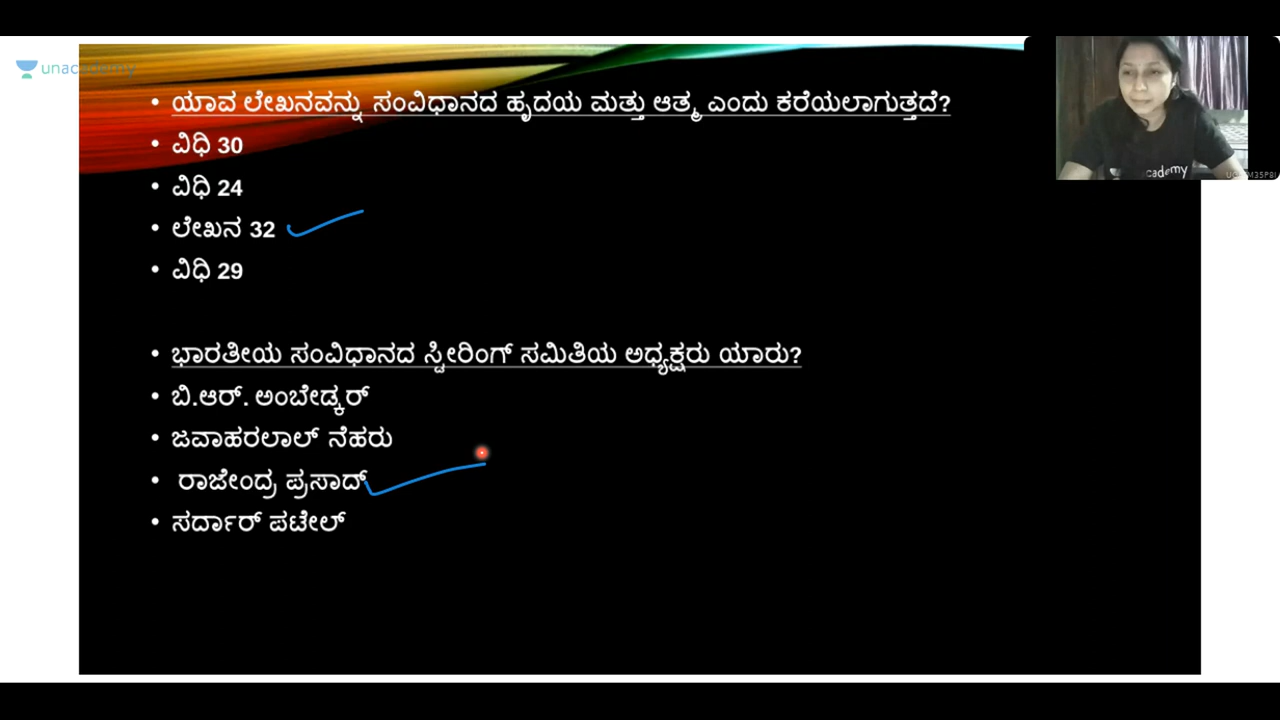 unacademy
• ಯಾವ ಲೇಖನವನ್ನು ಸಂವಿಧಾನದ ಹೃದಯ ಮತ್ತು ಆತ್ಮ ಎಂದು ಕರೆಯಲಾಗುತ್ತದೆ?
• ವಿಧಿ 30
• ವಿಧಿ 24
• ಲೇಖನ 32
• ವಿಧಿ 29
• ಭಾರತೀಯ ಸಂವಿಧಾನದ ಸ್ಟೀರಿಂಗ್ ಸಮಿತಿಯ ಅಧ್ಯಕ್ಷರು ಯಾರು?
• ಬಿ.ಆರ್. ಅಂಬೇಡ್ಕರ್
• ಜವಾಹರಲಾಲ್ ನೆಹರು
• ರಾಜೇಂದ್ರ ಪ್ರಸಾದ್
• ಸರ್ದಾರ್ ಪಟೇಲ್